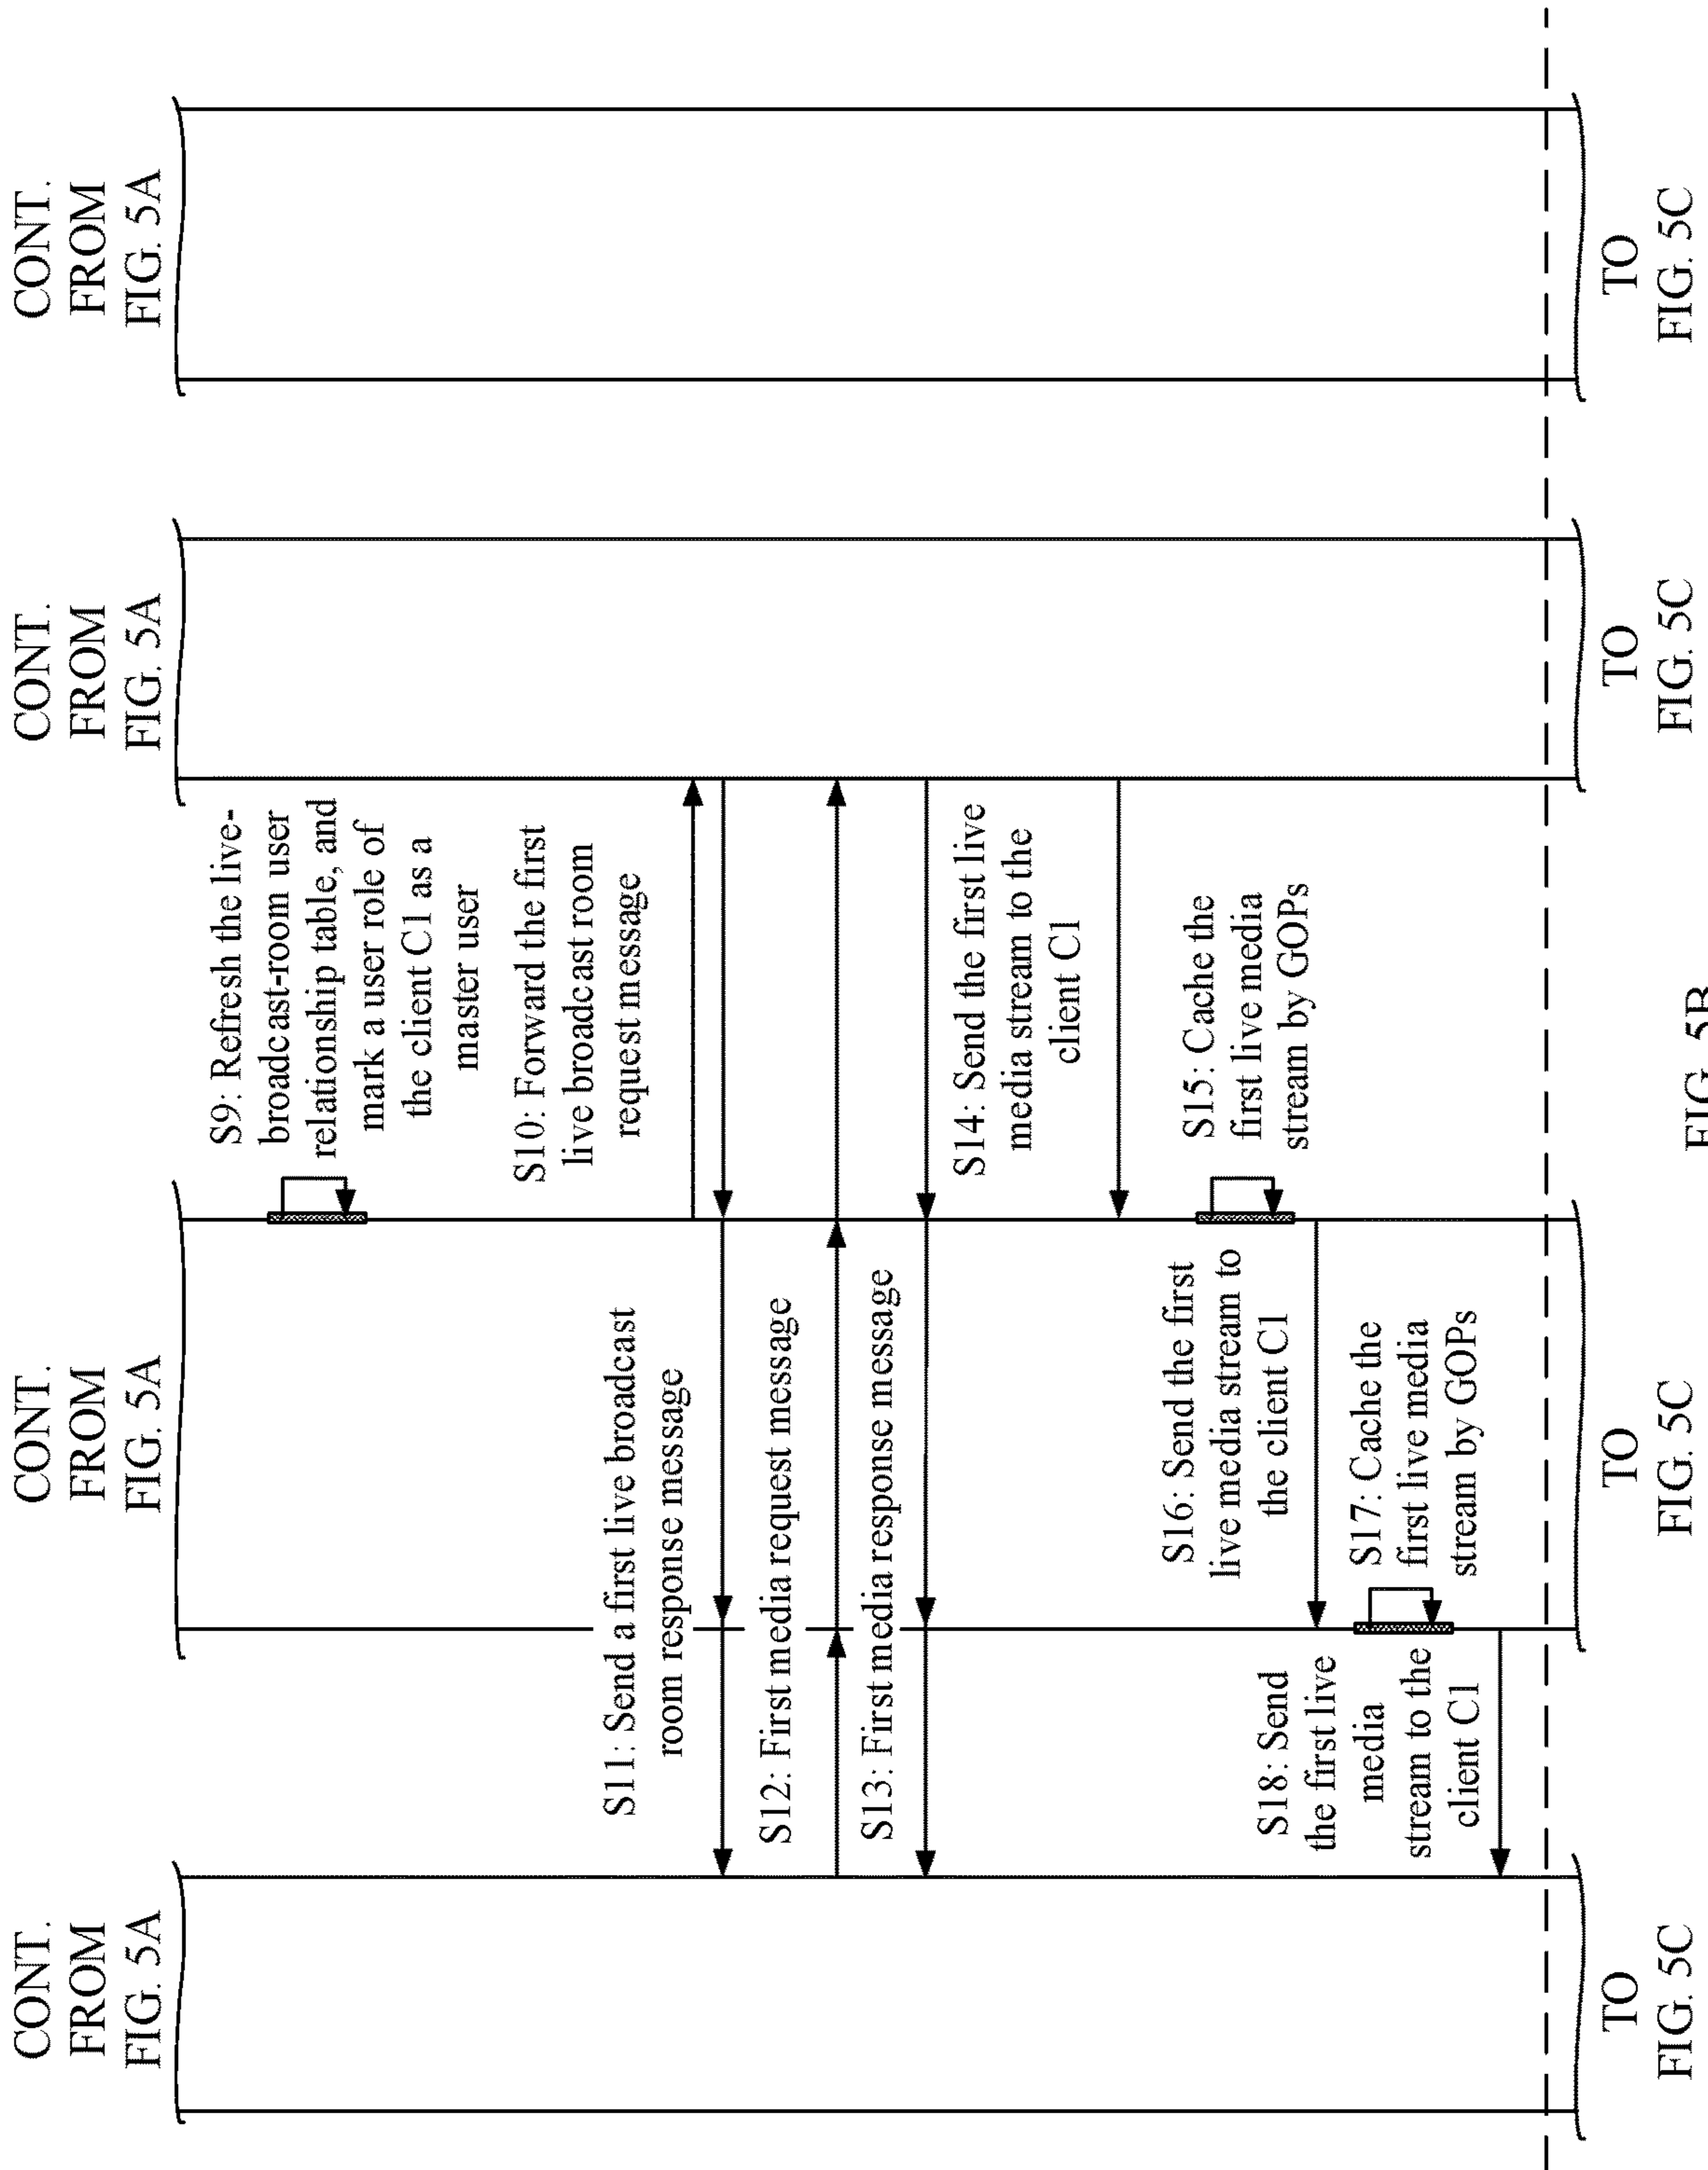 CONT.
FROM
FIG. 5A
CONT.
FROM
FIG. 5A
CONT.
FROM
FIG. 5A
CONT.
FROM
FIG. 5A
S9: Refresh the live-
broadcast-room user
relationship table, and
mark a user role of
the client C1 as a
master user
S10: Forward the first
live broadcast room
request message
S11: Send a first live broadcast
room response message
S12: First media request message
S13: First media response message
S14: Send the first live
media stream to the
client C1
S15: Cache the
first live media
stream by GOPs
S16: Send the first
live media stream to
the client C1
S17: Cache the
first live media
stream by GOPs
S18: Send
the first live
media
stream to the
client C1
TO
FIG. 5C
TO
FIG. 5C
TO
FIG. 5C
TO
FIG. 5C
FIG. 5B